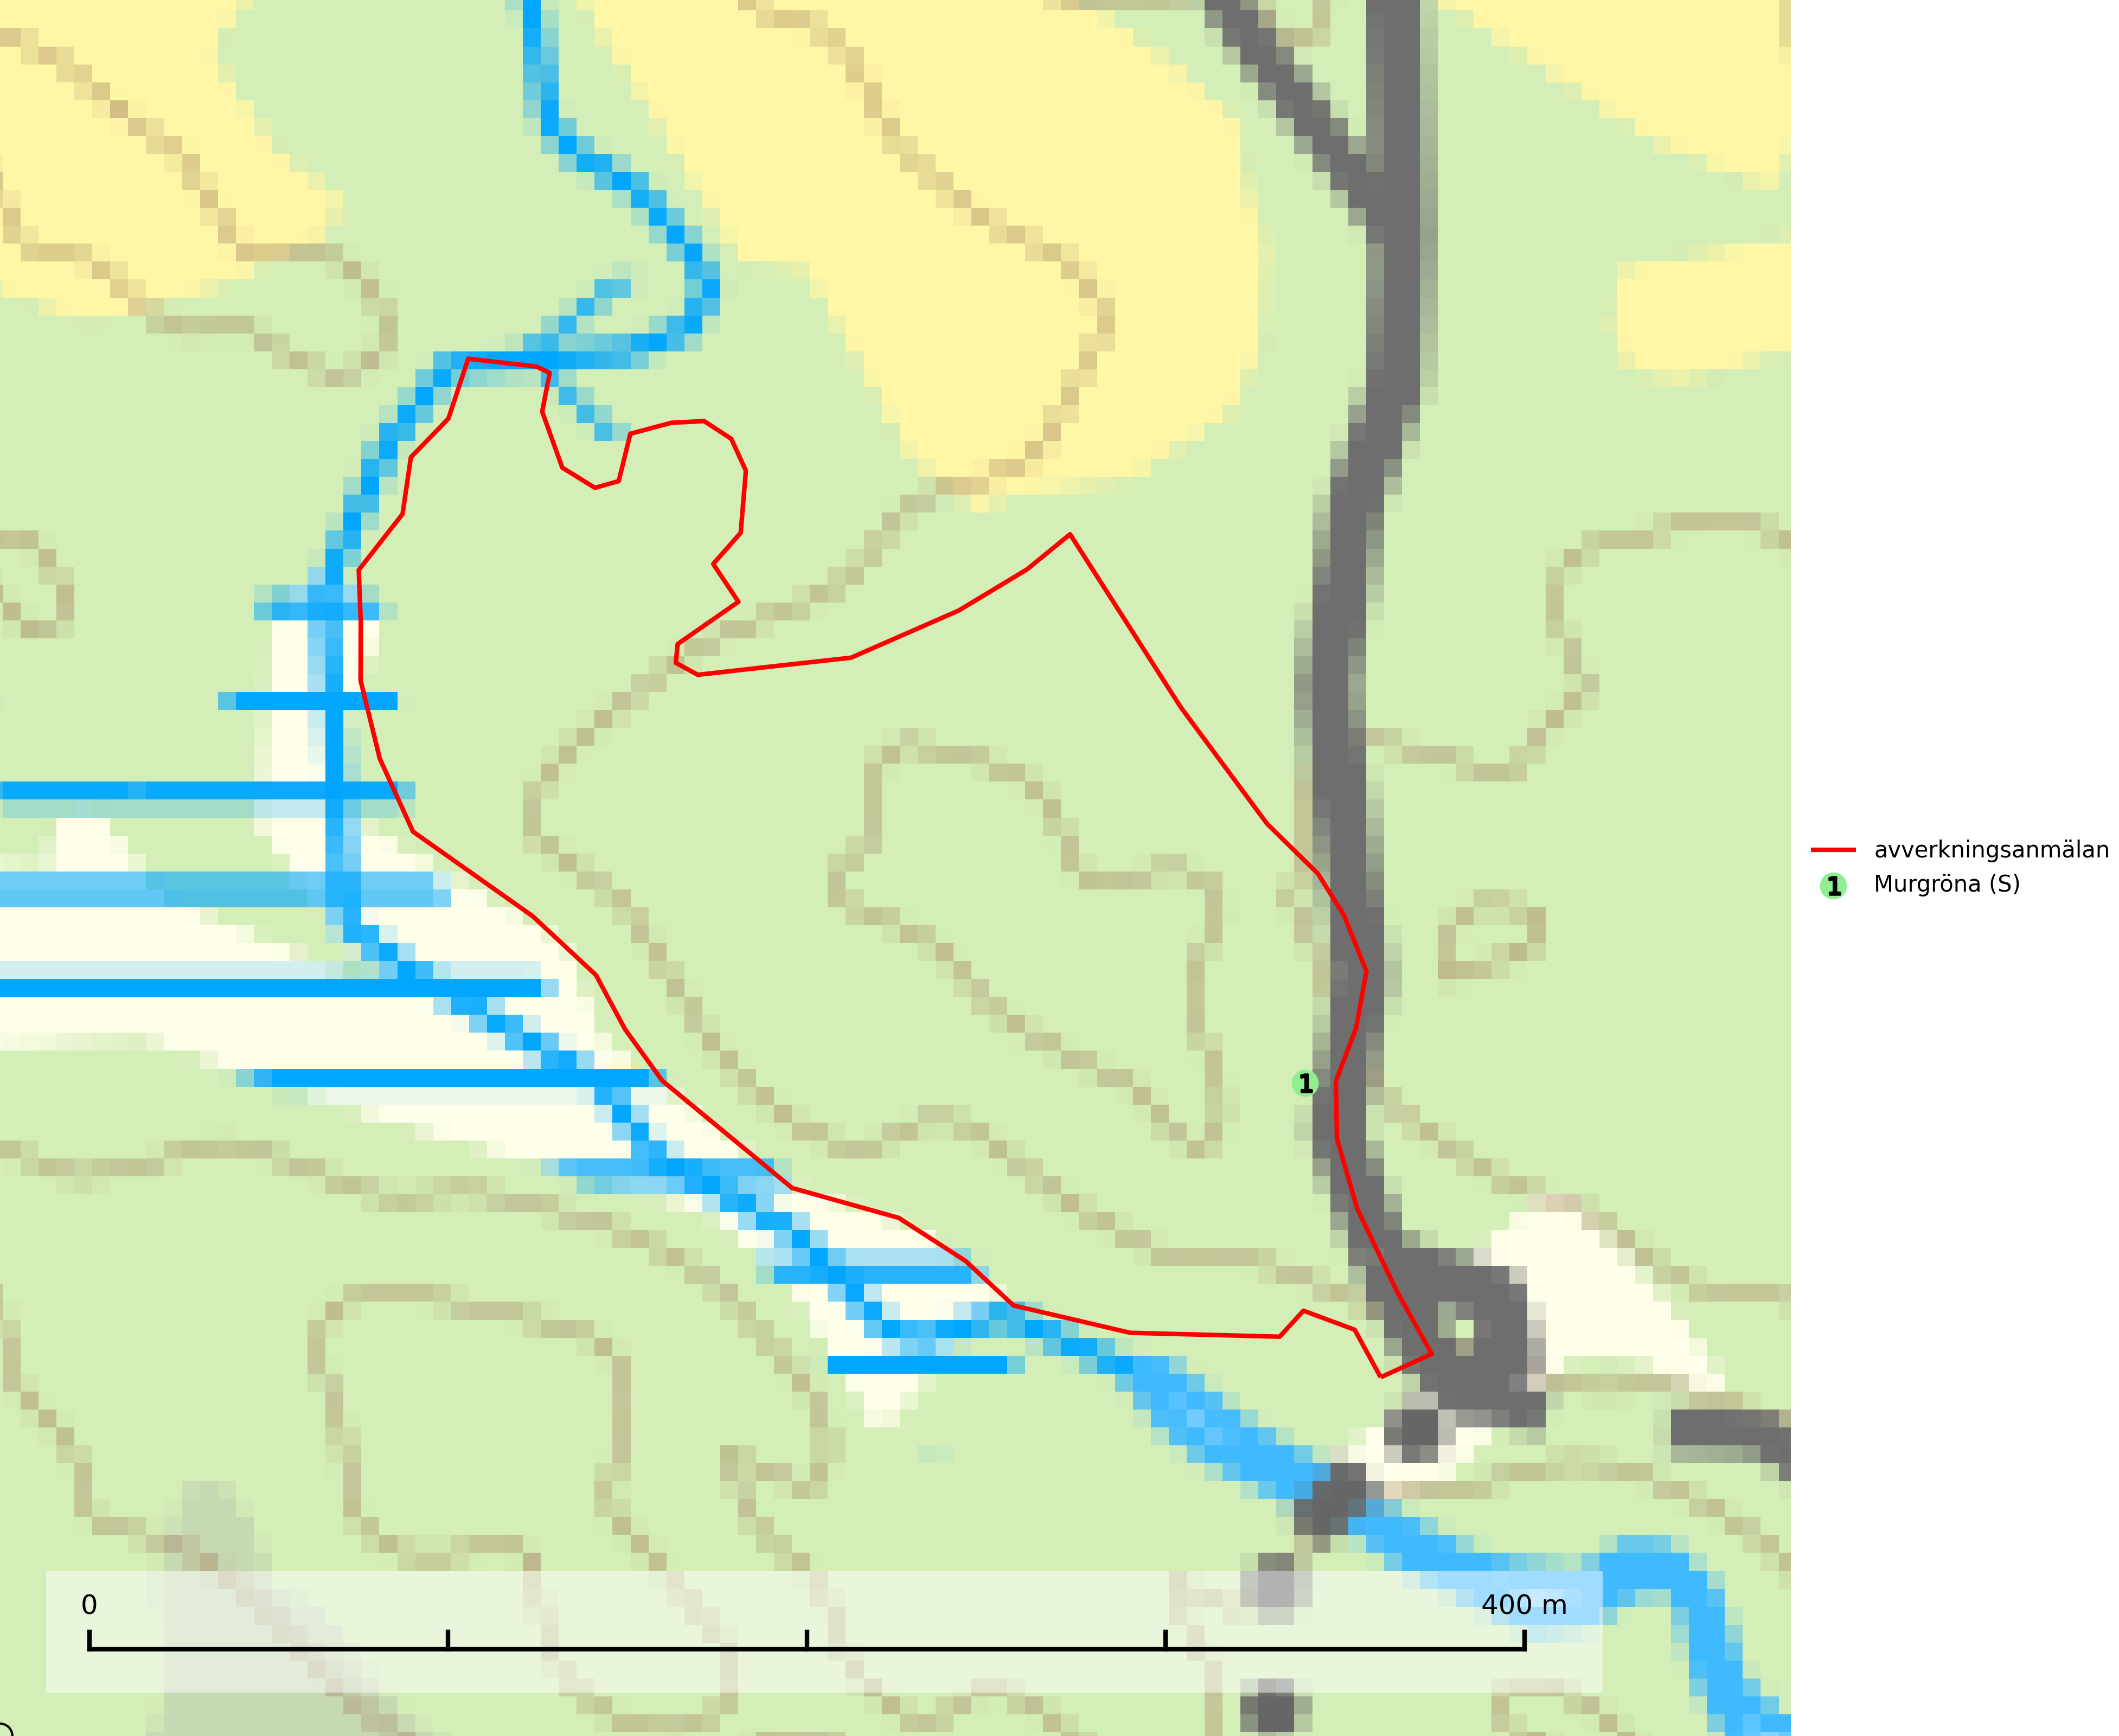 avverkningsanmälan
1 Murgröna (S)
1
0 400 m